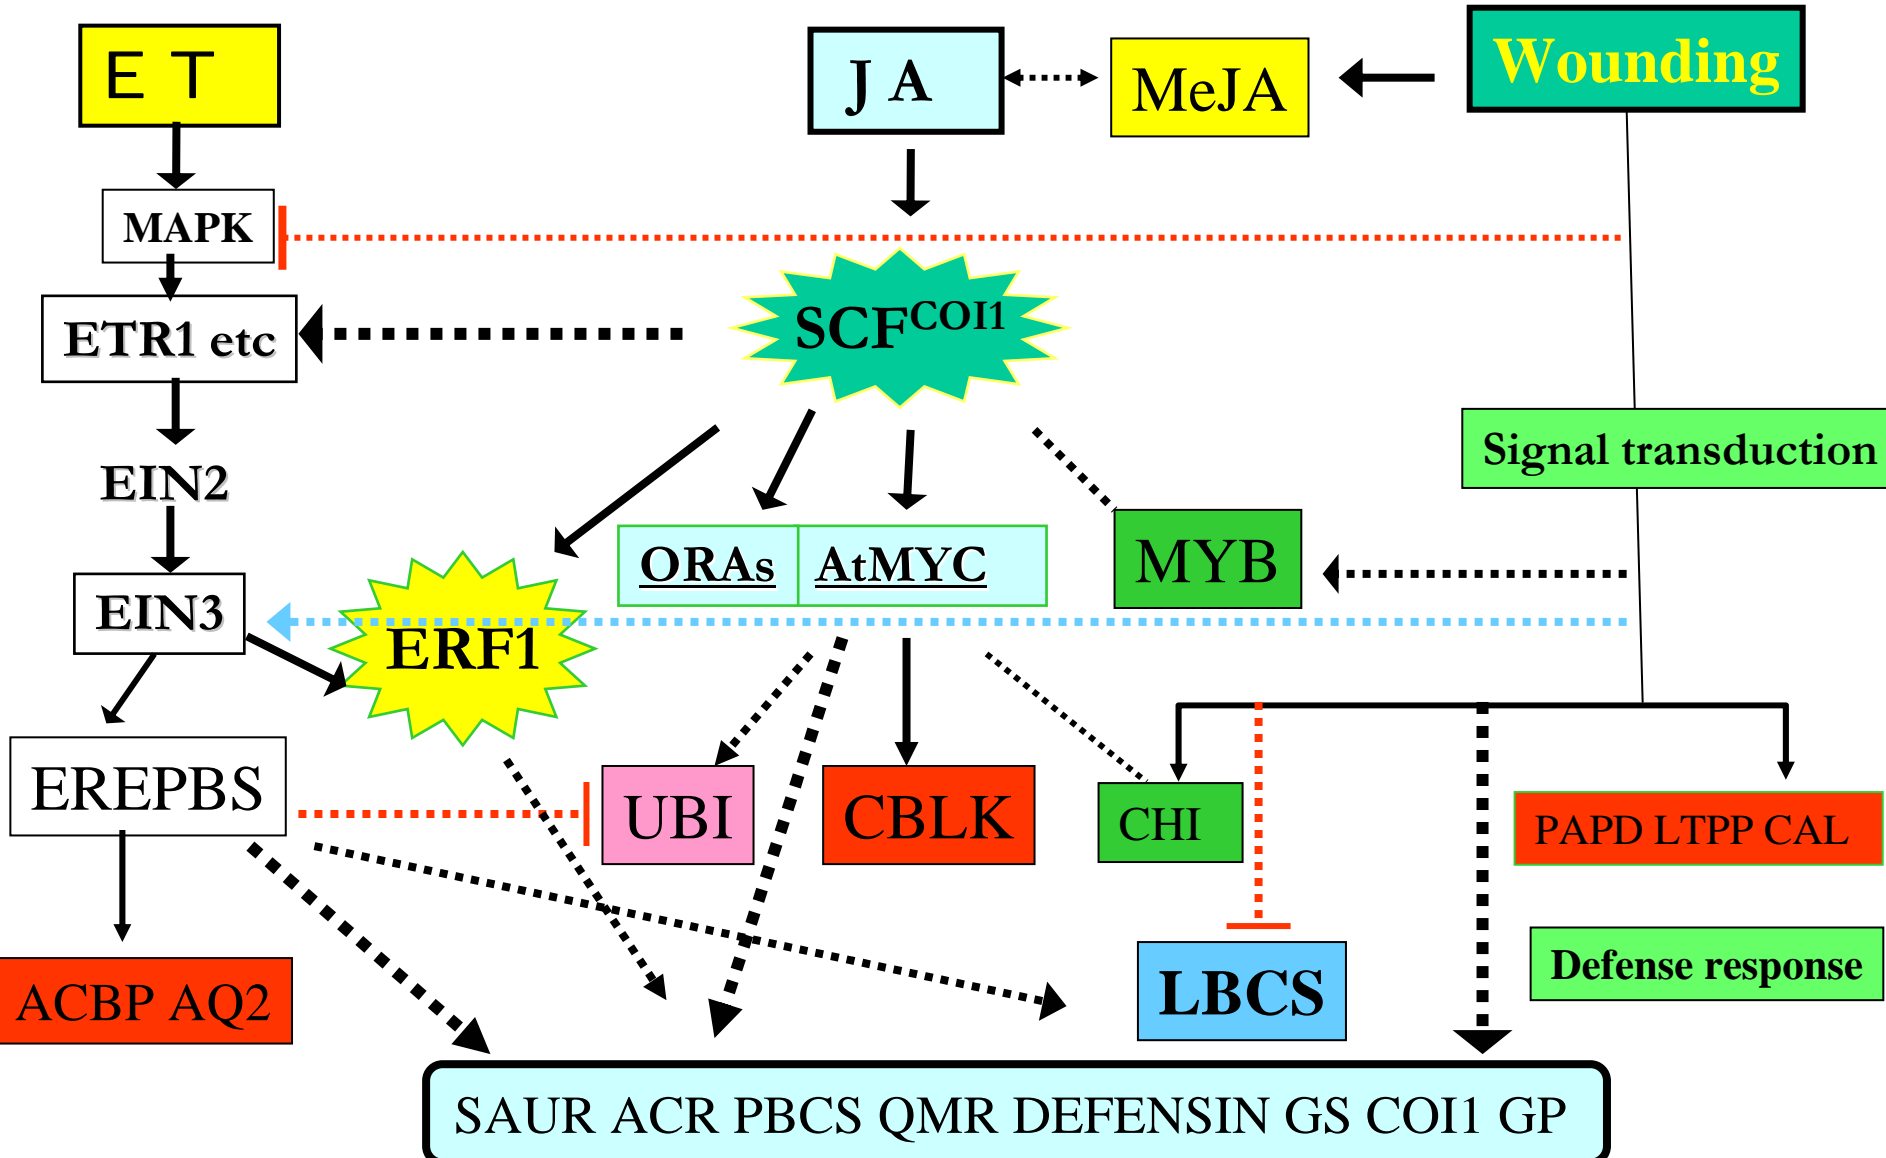 E T
J A
MeJA
Wounding
MAPK
SCFCOI1
ETR1 etc
Signal transduction
EIN2
ORAs AtMYC
MYB
EIN3
ERF1
EREPBS
UBI
CBLK
CHI
PAPD LTPP CAL
ACBP AQ2
LBCS
Defense response
SAUR ACR PBCS QMR DEFENSIN GS COI1 GP